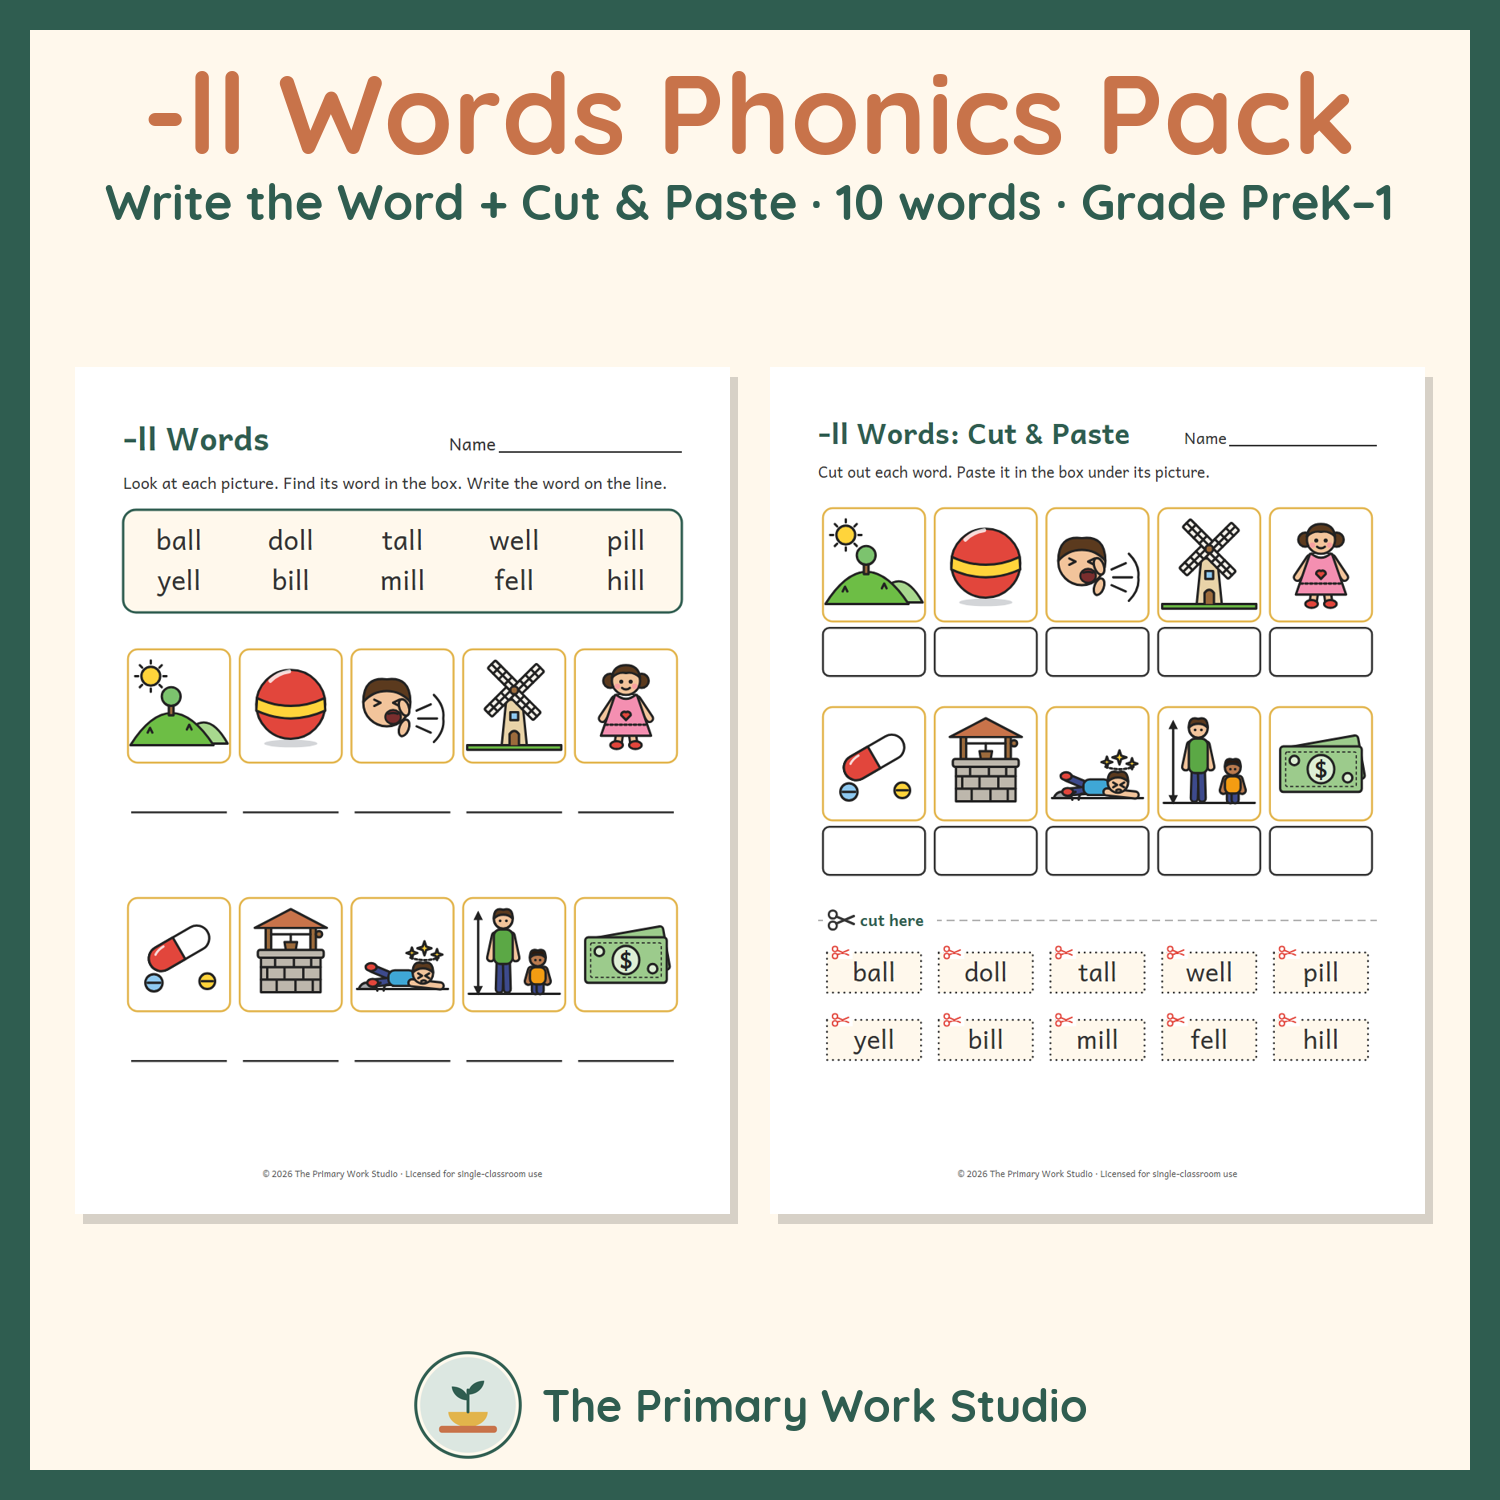 -ll Words Phonics Pack
Write the Word + Cut & Paste · 10 words · Grade PreK–1
-ll Words
Name
Look at each picture. Find its word in the box. Write the word on the line.
ball doll tall well pill
yell bill mill fell hill
$
© 2026 The Primary Work Studio · Licensed for single-classroom use
-ll Words: Cut & Paste
Name
Cut out each word. Paste it in the box under its picture.
$
cut here
ball doll tall well pill
yell bill mill fell hill
© 2026 The Primary Work Studio · Licensed for single-classroom use
The Primary Work Studio